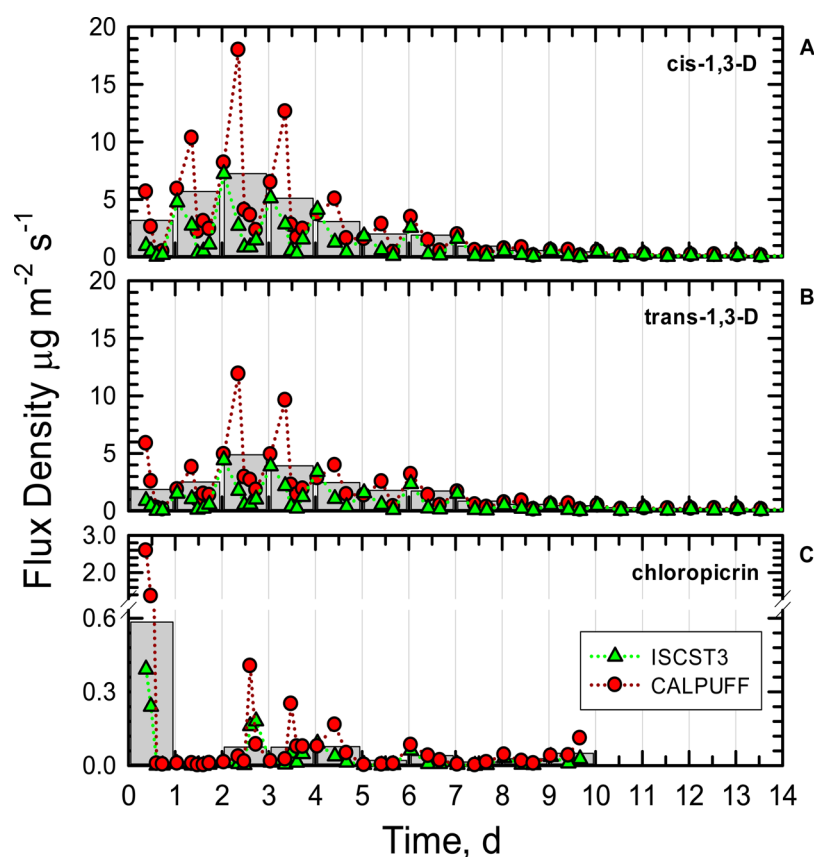 20
15
10
5
0
cis-1,3-D
A
20
15
10
5
0
trans-1,3-D
B
Flux Density μg m-2 s-1
3.0
2.0
0.6
0.3
0.0
chloropicrin
C
ISCST3
CALPUFF
0 1 2 3 4 5 6 7 8 9 10 11 12 13 14
Time, d